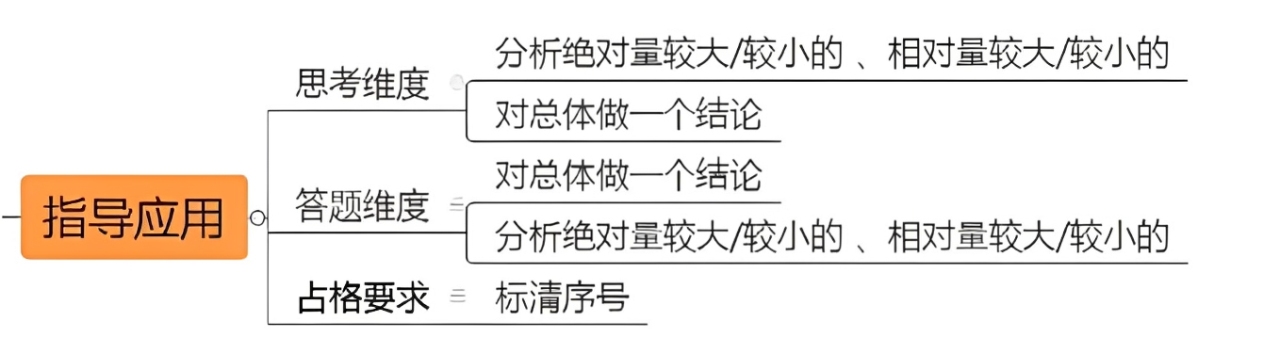 指导应用
思考维度
分析绝对量较大/较小的 、相对量较大/较小的
对总体做一个结论
答题维度
对总体做一个结论
分析绝对量较大/较小的 、相对量较大/较小的
占格要求
标清序号